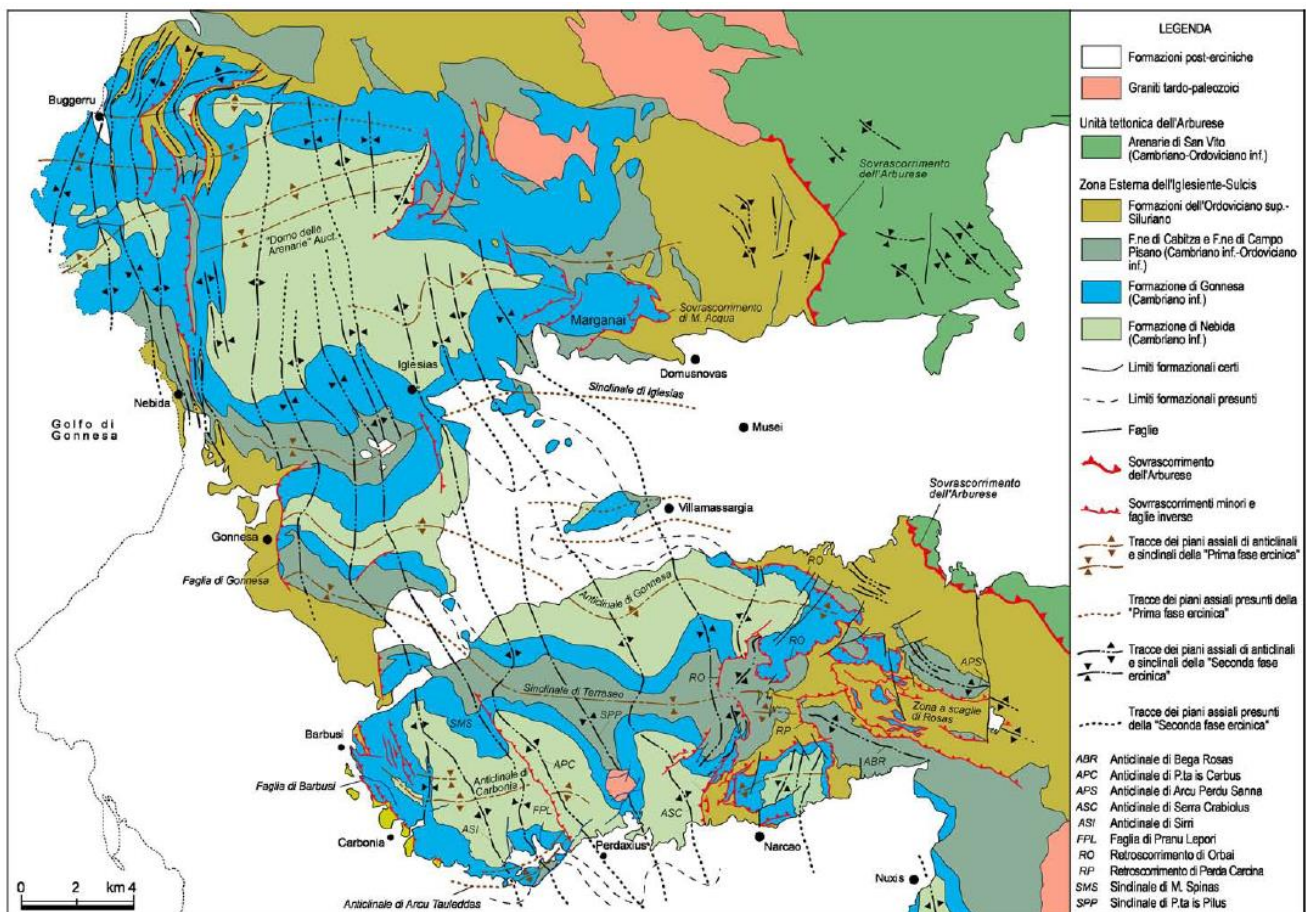 Buggerru
"Domo delle
Arenarie" Auct.
Sovrascorrimento
dell'Arburese
Marganai
Sovrascorrimento
di M. Acqua
Iglesias
Domusnovas
Sinclinale di Iglesias
Nebida
Golfo di
Gonnesa
Musei
Sovrascorrimento
dell'Arburese
Villamassargia
Gonnesa
Faglia di Gonnesa
Anticlinale di Gonnesa
RO
RO
RO
APS
Sinclinale di Terraseo
Zona a scaglie
di Rosas
SMS
SPP
RP
Barbusi
ABR
Faglia di Barbusi
APC
Anticlinale di
Carbonia
FPL
ASI
ASC
Carbonia
Perdaxius
Narcao
Nuxis
Anticlinale di Arcu Tauleddas
0 2 km 4
LEGENDA
Formazioni post-erciniche
Graniti tardo-paleozoici
Unità tettonica dell'Arburese
Arenarie di San Vito
(Cambriano-Ordoviciano inf.)
Zona Esterna dell'Iglesiente-Sulcis
Formazioni dell'Ordoviciano sup.-
Siluriano
F.ne di Cabitza e F.ne di Campo
Pisano (Cambriano inf.-Ordoviciano
inf.)
Formazione di Gonnesa
(Cambriano inf.)
Formazione di Nebida
(Cambriano inf.)
Limiti formazionali certi
Limiti formazionali presunti
Faglie
Sovrascorrimento
dell'Arburese
Sovrascorrimenti minori e
faglie inverse
Tracce dei piani assiali di anticlinali
e sinclinali della "Prima fase ercinica"
Tracce dei piani assiali presunti della
"Prima fase ercinica"
Tracce dei piani assiali di anticlinali
e sinclinali della "Seconda fase
ercinica"
Tracce dei piani assiali presunti
della "Seconda fase ercinica"
ABR Anticlinale di Bega Rosas
APC Anticlinale di P.ta is Cerbus
APS Anticlinale di Arcu Perdu Sanna
ASC Anticlinale di Serra Crabiolus
ASI Anticlinale di Sirri
FPL Faglia di Pranu Lepori
RO Retroscorrimento di Orbai
RP Retroscorrimento di Perda Carcina
SMS Sinclinale di M. Spinas
SPP Sinclinale di P.ta is Pilus